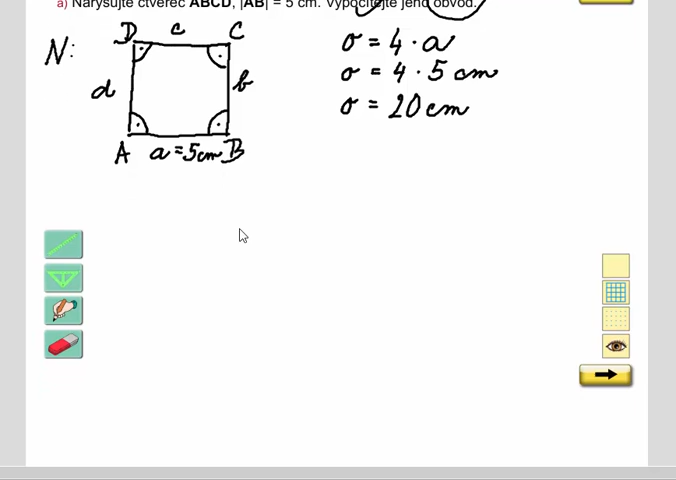 a) Narýsujte čtverec ABCD, |AB| = 5 cm. Vypočítejte jeho obvod.
N:
D c C
d b
A a = 5cm B
o = 4 · a
o = 4 · 5 cm
o = 20 cm